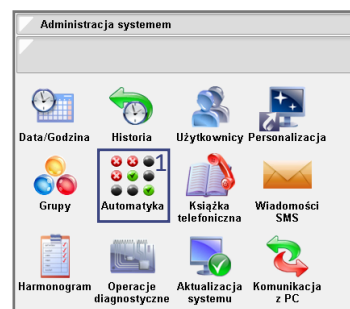 Administracja systemem
Data/Godzina Historia Użytkownicy Personalizacja
1
Grupy Automatyka Książka telefoniczna Wiadomości SMS
Harmonogram Operacje diagnostyczne Aktualizacja systemu Komunikacja z PC